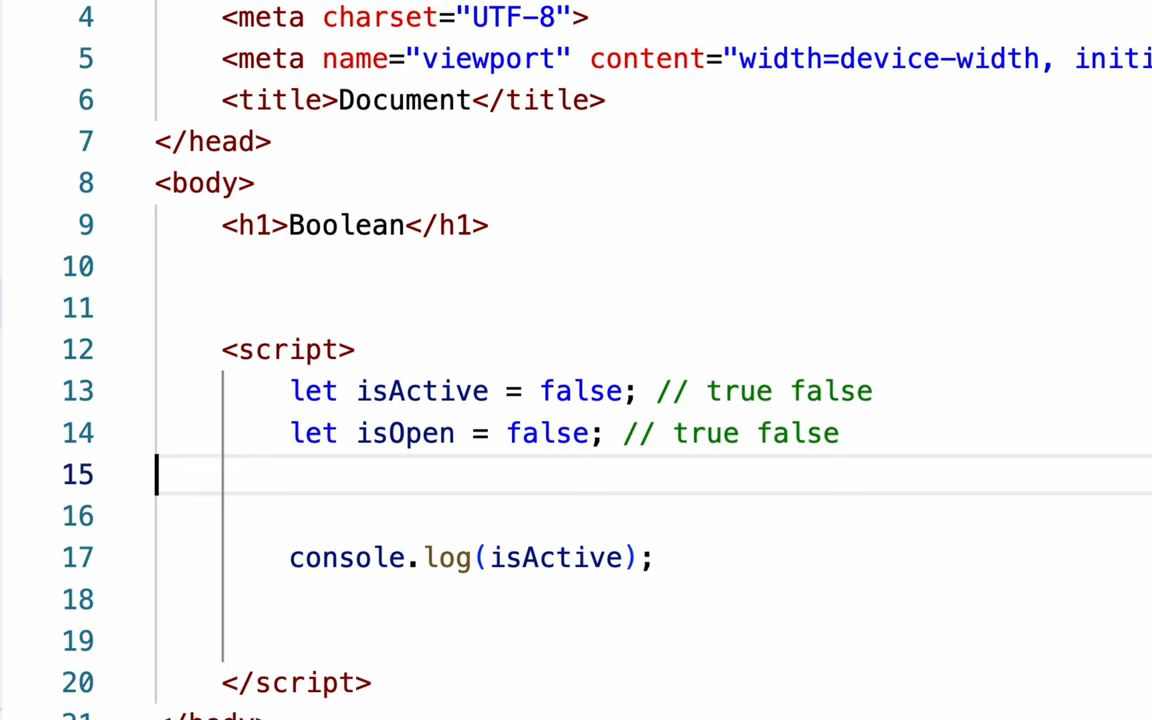 4 <meta charset="UTF-8">
5 <meta name="viewport" content="width=device-width, initi
6 <title>Document</title>
7 </head>
8 <body>
9 <h1>Boolean</h1>
10
11
12 <script>
13 let isActive = false; // true false
14 let isOpen = false; // true false
15
16
17 console.log(isActive);
18
19
20 </script>
21 </body>